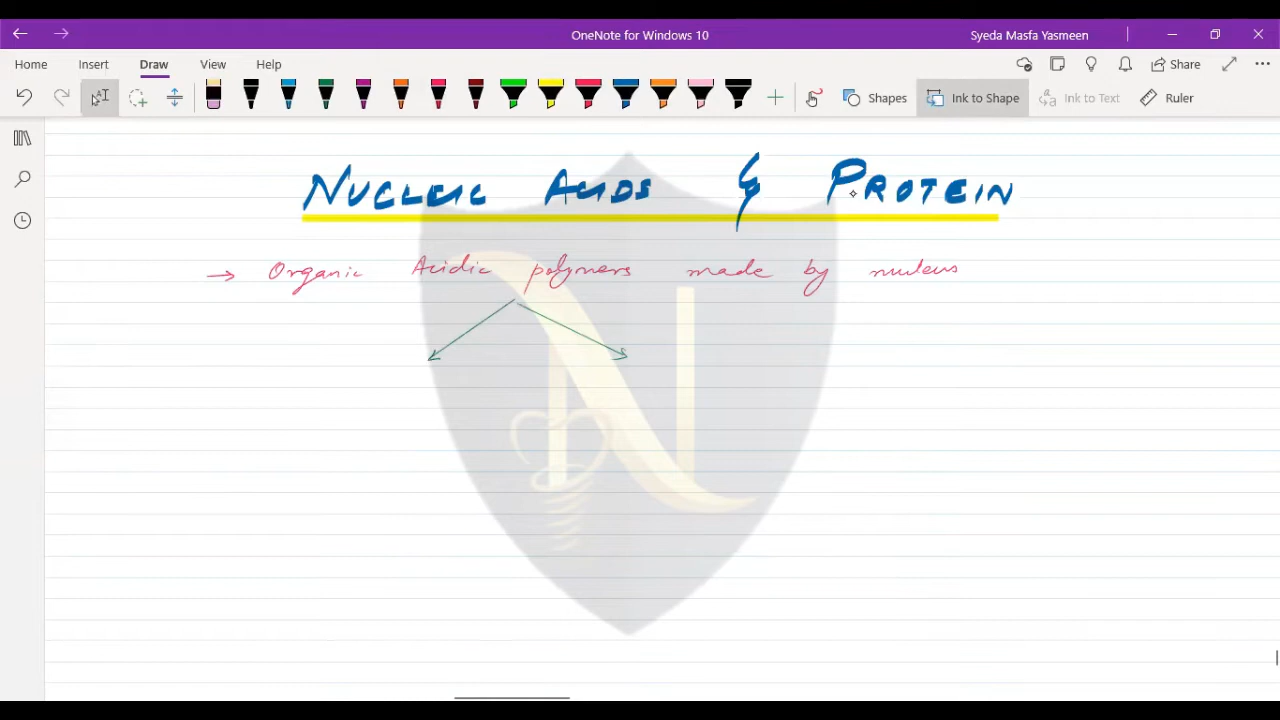 OneNote for Windows 10
Syeda Masfa Yasmeen
Home Insert Draw View Help
Share
Shapes Ink to Shape Ink to Text Ruler
NUCLEIC ACIDS & PROTEIN
→ Organic Acidic polymers made by nucleus